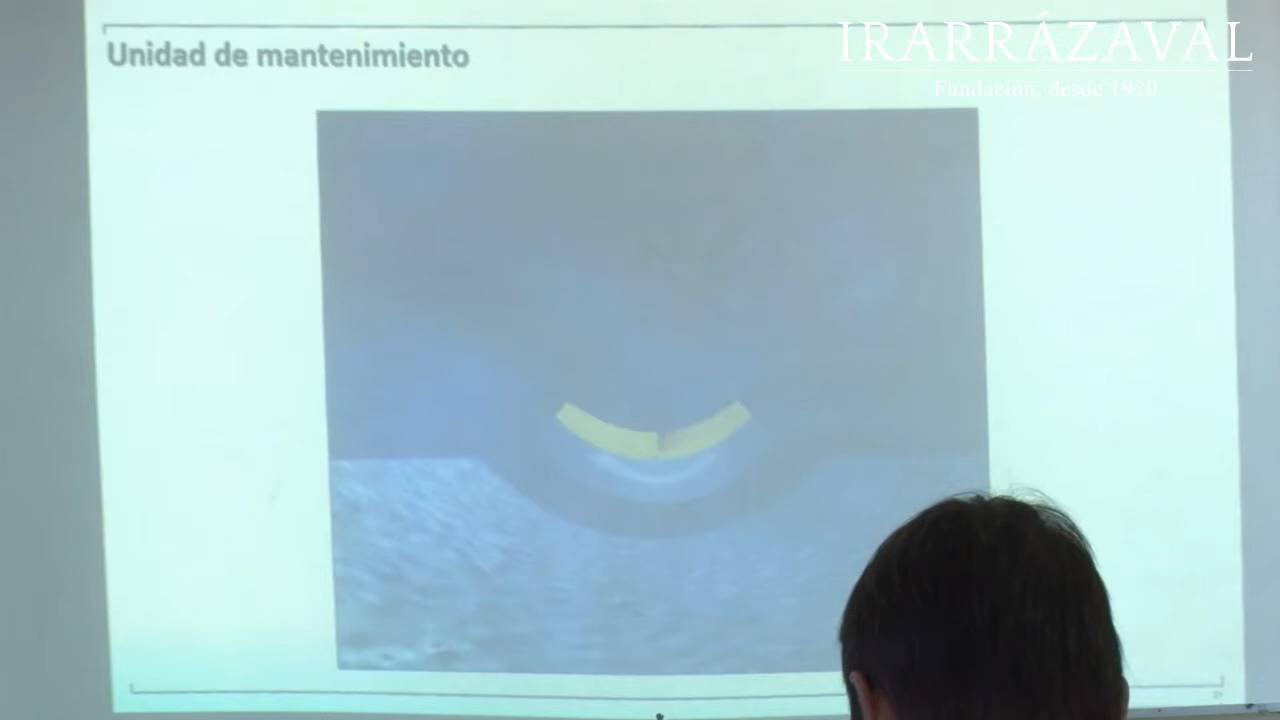 Unidad de mantenimiento
IRARRÁZAVAL
Fundación, desde 1920